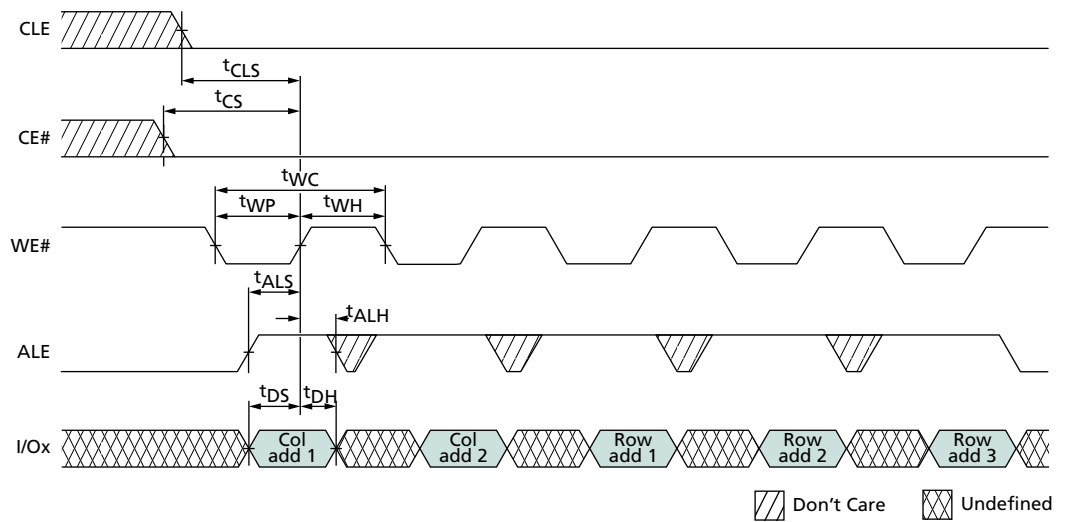 CLE
tCLS
tCS
CE#
tWC
tWP
tWH
WE#
tALS
tALH
ALE
tDS
tDH
I/Ox
Col
add 1
Col
add 2
Row
add 1
Row
add 2
Row
add 3
Don't Care
Undefined